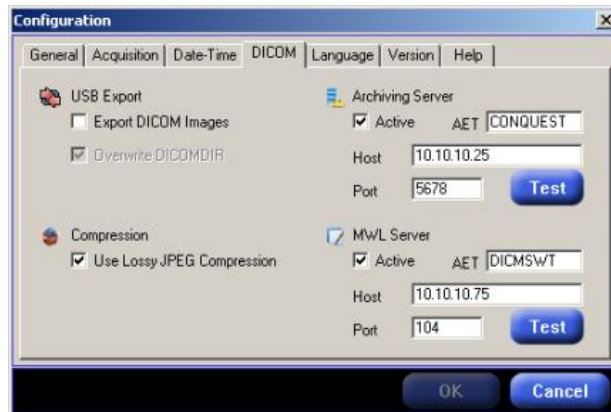 Configuration
General Acquisition Date-Time DICOM Language Version Help
USB Export
Export DICOM Images
Overwrite DICOMDIR
Compression
Use Lossy JPEG Compression
Archiving Server
Active AET CONQUEST
Host 10.10.10.25
Port 5678 Test
MWL Server
Active AET DICMSWT
Host 10.10.10.75
Port 104 Test
OK Cancel